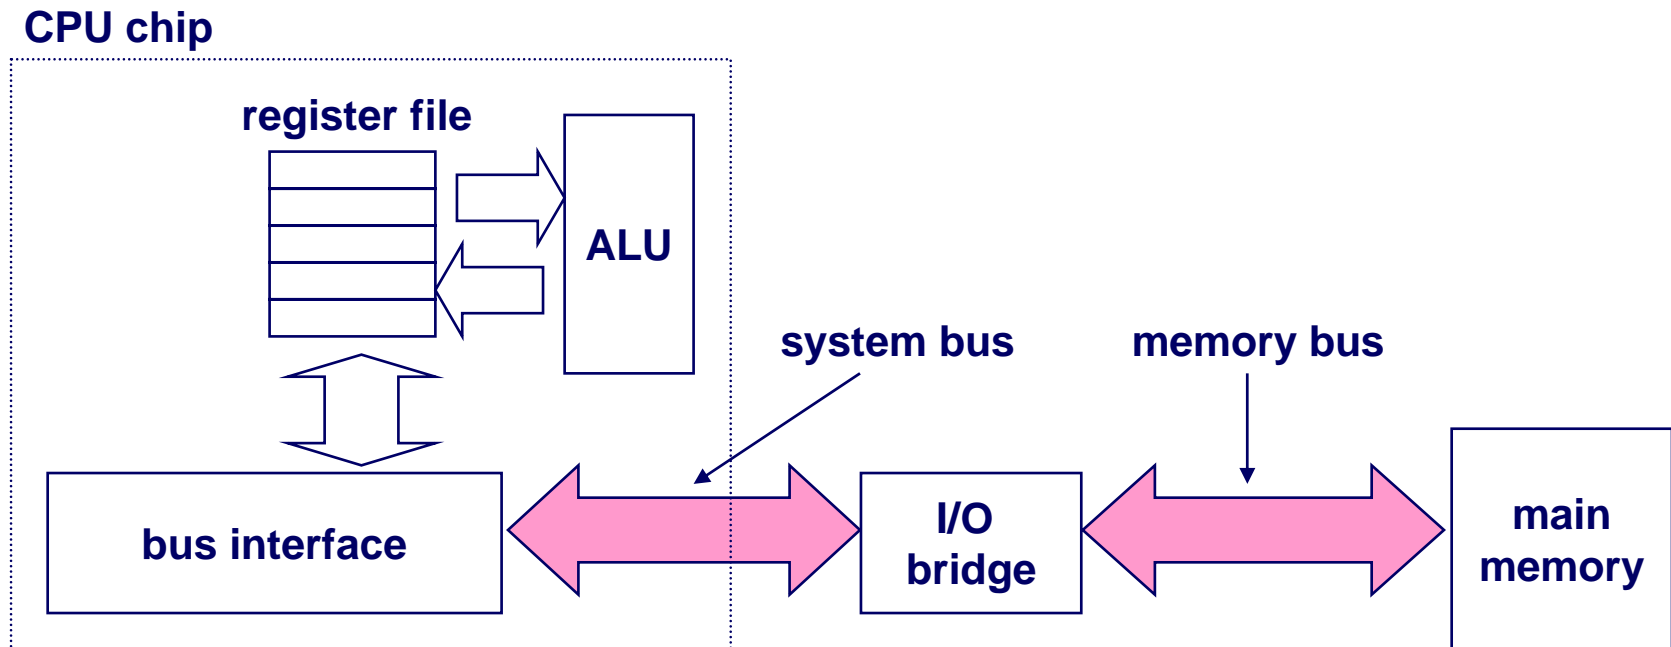 CPU chip
register file
ALU
system bus
memory bus
bus interface
I/O
bridge
main
memory